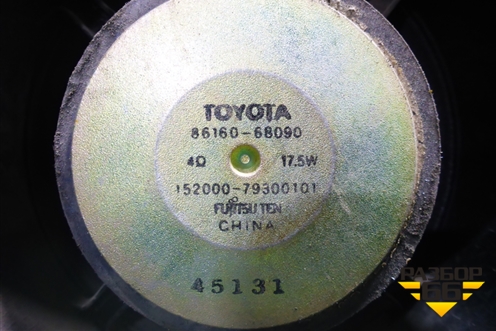 TOYOTA
86160-68090
4Ω 17.5W
152000-79300101
FUJITSU TEN
CHINA
45131
РАЗБОР
66